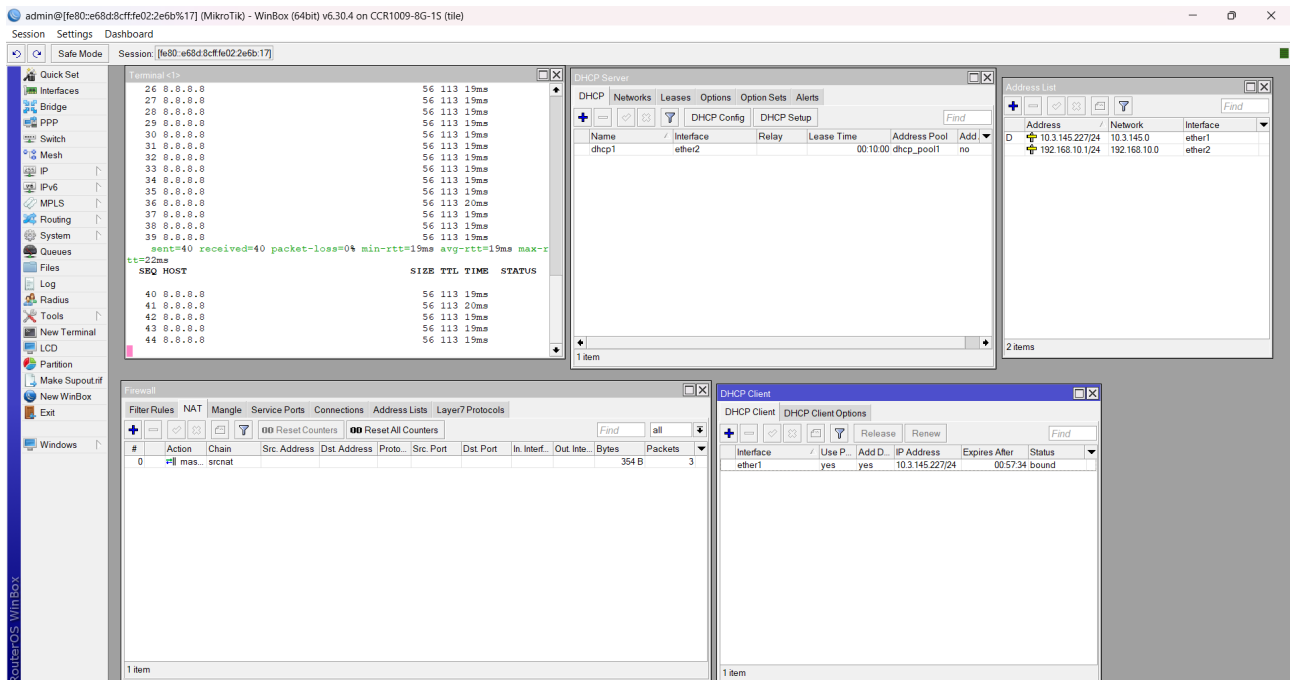 admin@[fe80::e68d:8cff:fe02:2e6b%17] (MikroTik) - WinBox (64bit) v6.30.4 on CCR1009-8G-1S (tile)
Session Settings Dashboard
Safe Mode Session: [fe80::e68d:8cff:fe02:2e6b:17]
Quick Set
Interfaces
Bridge
PPP
Switch
Mesh
IP
IPv6
MPLS
Routing
System
Queues
Files
Log
Radius
Tools
New Terminal
LCD
Partition
Make Supout.rif
New WinBox
Exit
Windows
RouterOS WinBox
Terminal <1>
26 8.8.8.8 56 113 19ms
27 8.8.8.8 56 113 19ms
28 8.8.8.8 56 113 19ms
29 8.8.8.8 56 113 19ms
30 8.8.8.8 56 113 19ms
31 8.8.8.8 56 113 19ms
32 8.8.8.8 56 113 19ms
33 8.8.8.8 56 113 19ms
34 8.8.8.8 56 113 19ms
35 8.8.8.8 56 113 19ms
36 8.8.8.8 56 113 20ms
37 8.8.8.8 56 113 19ms
38 8.8.8.8 56 113 19ms
39 8.8.8.8 56 113 19ms
sent=40 received=40 packet-loss=0% min-rtt=19ms avg-rtt=19ms max-r
tt=22ms
SEQ HOST SIZE TTL TIME STATUS
40 8.8.8.8 56 113 19ms
41 8.8.8.8 56 113 20ms
42 8.8.8.8 56 113 19ms
43 8.8.8.8 56 113 19ms
44 8.8.8.8 56 113 19ms
DHCP Server
DHCP Networks Leases Options Option Sets Alerts
DHCP Config DHCP Setup Find
Name Interface Relay Lease Time Address Pool Add
dhcp1 ether2 00:10:00 dhcp_pool1 no
1 item
Address List
Find
Address Network Interface
D 10.3.145.227/24 10.3.145.0 ether1
192.168.10.1/24 192.168.10.0 ether2
2 items
Firewall
Filter Rules NAT Mangle Service Ports Connections Address Lists Layer7 Protocols
00 Reset Counters 00 Reset All Counters Find all
# Action Chain Src. Address Dst. Address Proto... Src. Port Dst. Port In. Interf... Out. Inte... Bytes Packets
0 mas... srcnat 354 B 3
1 item
DHCP Client
DHCP Client DHCP Client Options
Release Renew Find
Interface Use P... Add D... IP Address Expires After Status
ether1 yes yes 10.3.145.227/24 00:57:34 bound
1 item